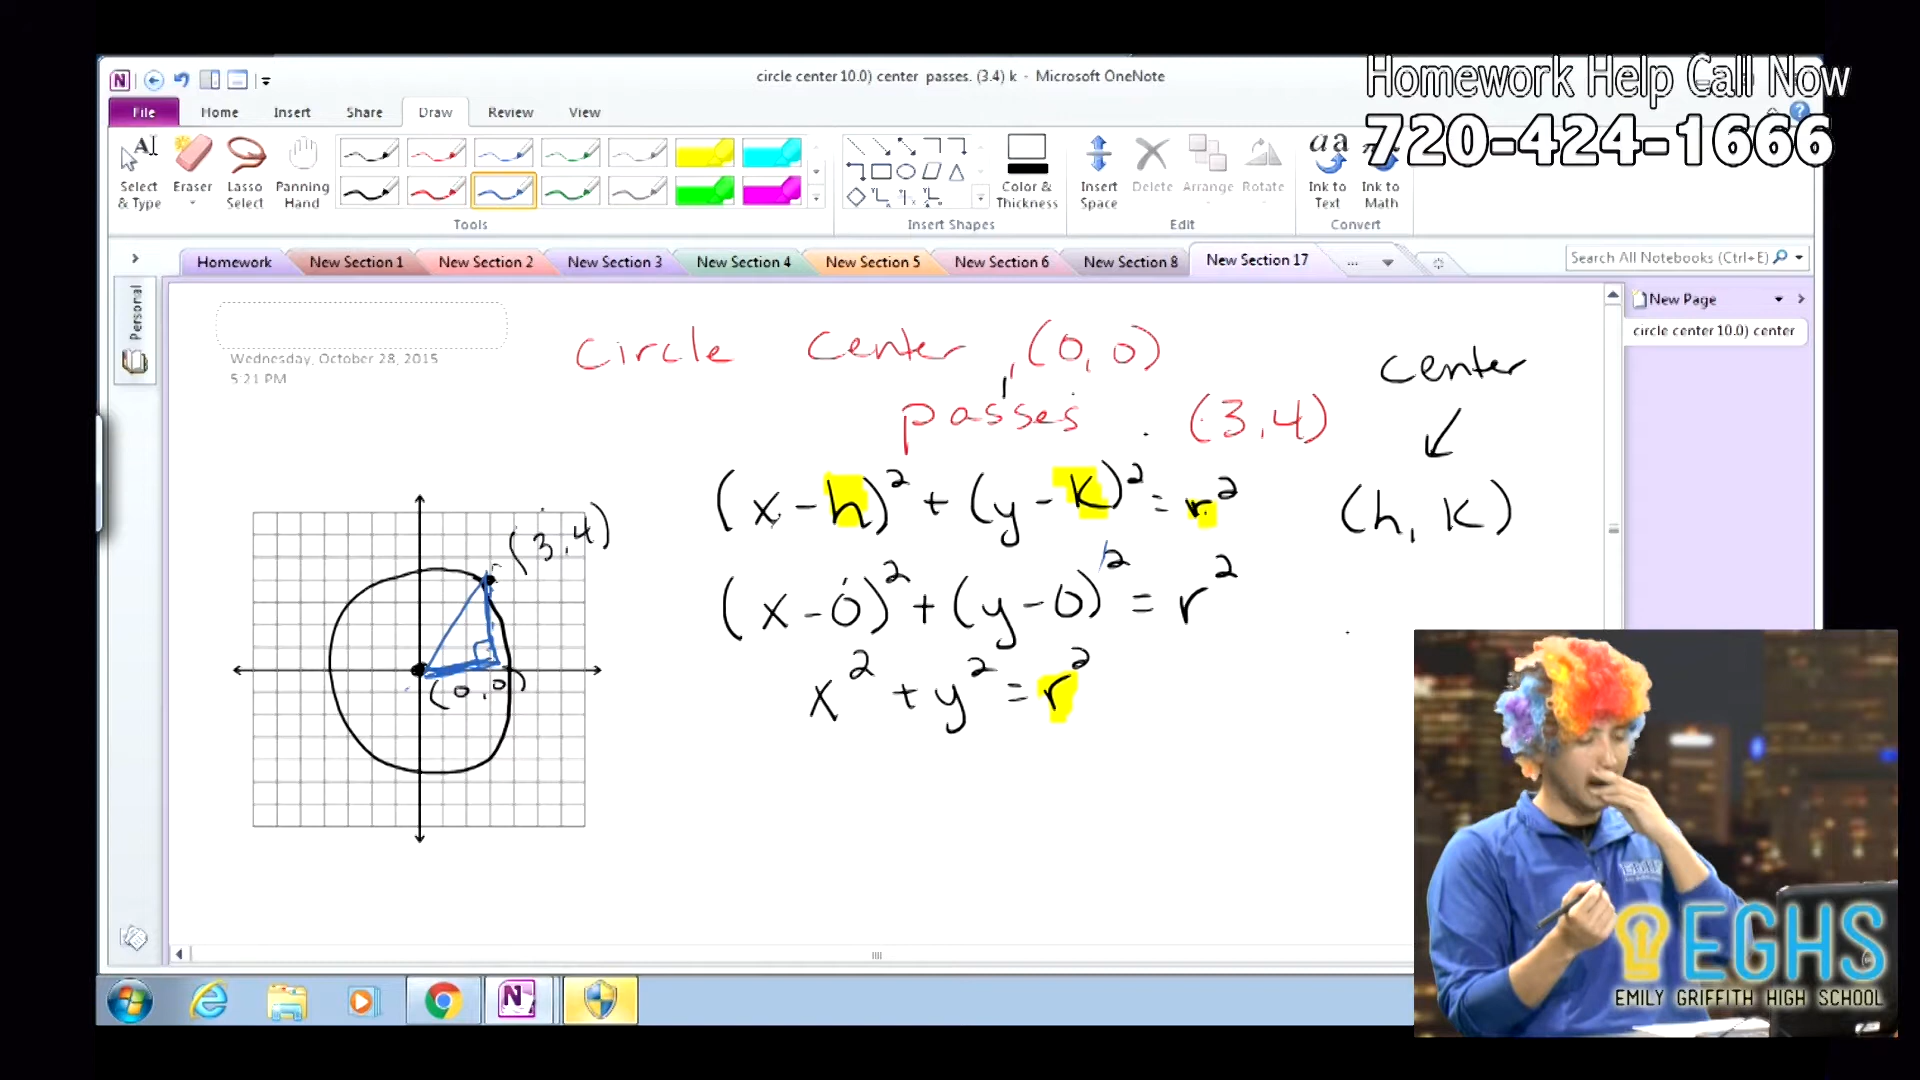 circle center 10.0) center passes. (3.4) k - Microsoft OneNote
Homework Help Call Now
720-424-1666
File Home Insert Share Draw Review View
Select & Type
Eraser
Lasso Select
Panning Hand
Color & Thickness
Insert Space
Delete
Arrange
Rotate
Ink to Text
Ink to Math
Tools
Insert Shapes
Edit
Convert
Homework New Section 1 New Section 2 New Section 3 New Section 4 New Section 5 New Section 6 New Section 8 New Section 17 ...
Search All Notebooks (Ctrl+E)
Personal
New Page
circle center 10.0) center
Wednesday, October 28, 2015
5:21 PM
circle center, (0,0)
passes (3,4)
center
(h, k)
(x-h)²+(y-k)²=r²
(x-0)²+(y-0)²=r²
x²+y²=r²
(3,4)
(0,0)
EGHS
EMILY GRIFFITH HIGH SCHOOL